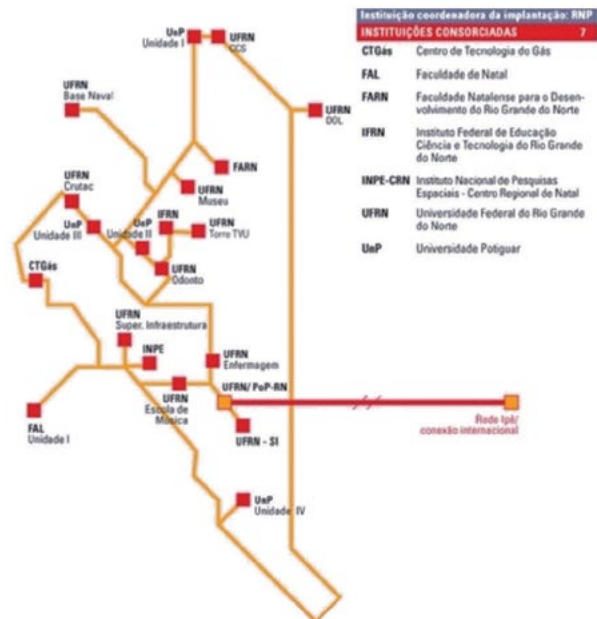 Instituição coordenadora da implantação: RNP
INSTITUIÇÕES CONSORCIADAS 7
CTGás Centro de Tecnologia do Gás
FAL Faculdade de Natal
FARN Faculdade Natalense para o Desen-
volvimento do Rio Grande do Norte
IFRN Instituto Federal de Educação
Ciência e Tecnologia do Rio Grande
do Norte
INPE-CRN Instituto Nacional de Pesquisas
Espaciais - Centro Regional de Natal
UFRN Universidade Federal do Rio Grande
do Norte
UnP Universidade Potiguar
UnP
Unidade I
UFRN
CCS
UFRN
Base Naval
UFRN
DOL
FARN
UFRN
Museu
UFRN
Crutac
UnP
Unidade III
UnP
Unidade II
IFRN
UFRN
Torre TVU
UFRN
Odonto
CTGás
UFRN
Super. Infraestrutura
INPE
UFRN
Enfermagem
UFRN/ PoP-RN
FAL
Unidade I
UFRN
Escola de
Música
UFRN - SI
Rede Ipê/
conexão internacional
UnP
Unidade IV